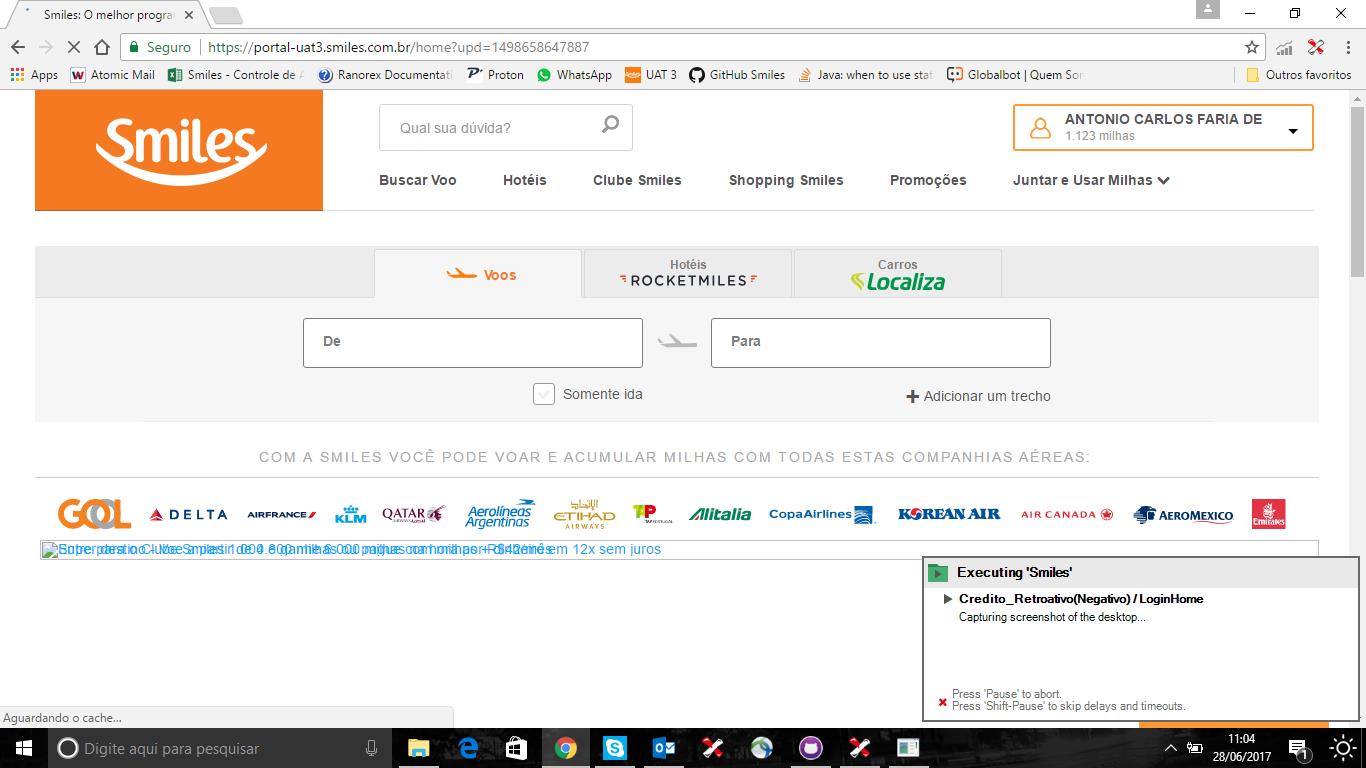 Smiles: O melhor progra
Seguro
https://portal-uat3.smiles.com.br/home?upd=1498658647887
Apps
Atomic Mail
Smiles - Controle de
Ranorex Documentati
Proton
WhatsApp
UAT 3
GitHub Smiles
Java: when to use stat
Globalbot | Quem Son
Outros favoritos
Smiles
Qual sua dúvida?
ANTONIO CARLOS FARIA DE
1.123 milhas
Buscar Voo
Hotéis
Clube Smiles
Shopping Smiles
Promoções
Juntar e Usar Milhas
Voos
Hotéis
ROCKETMILES
Carros
Localiza
De
Para
Somente ida
Adicionar um trecho
COM A SMILES VOCÊ PODE VOAR E ACUMULAR MILHAS COM TODAS ESTAS COMPANHIAS AÉREAS:
GOL
DELTA
AIRFRANCE
KLM
QATAR
AIRWAYS
Aerolíneas
Argentinas
ETIHAD
AIRWAYS
TAP
TAP PORTUGAL
Alitalia
CopaAirlines
KOREAN AIR
AIR CANADA
AEROMEXICO
Emirates
em 12x sem juros
Executing 'Smiles'
Credito_Retroativo(Negativo) / LoginHome
Capturing screenshot of the desktop...
Press 'Pause' to abort.
Press 'Shift-Pause' to skip delays and timeouts.
Aguardando o cache...
Digite aqui para pesquisar
11:04
28/06/2017
1